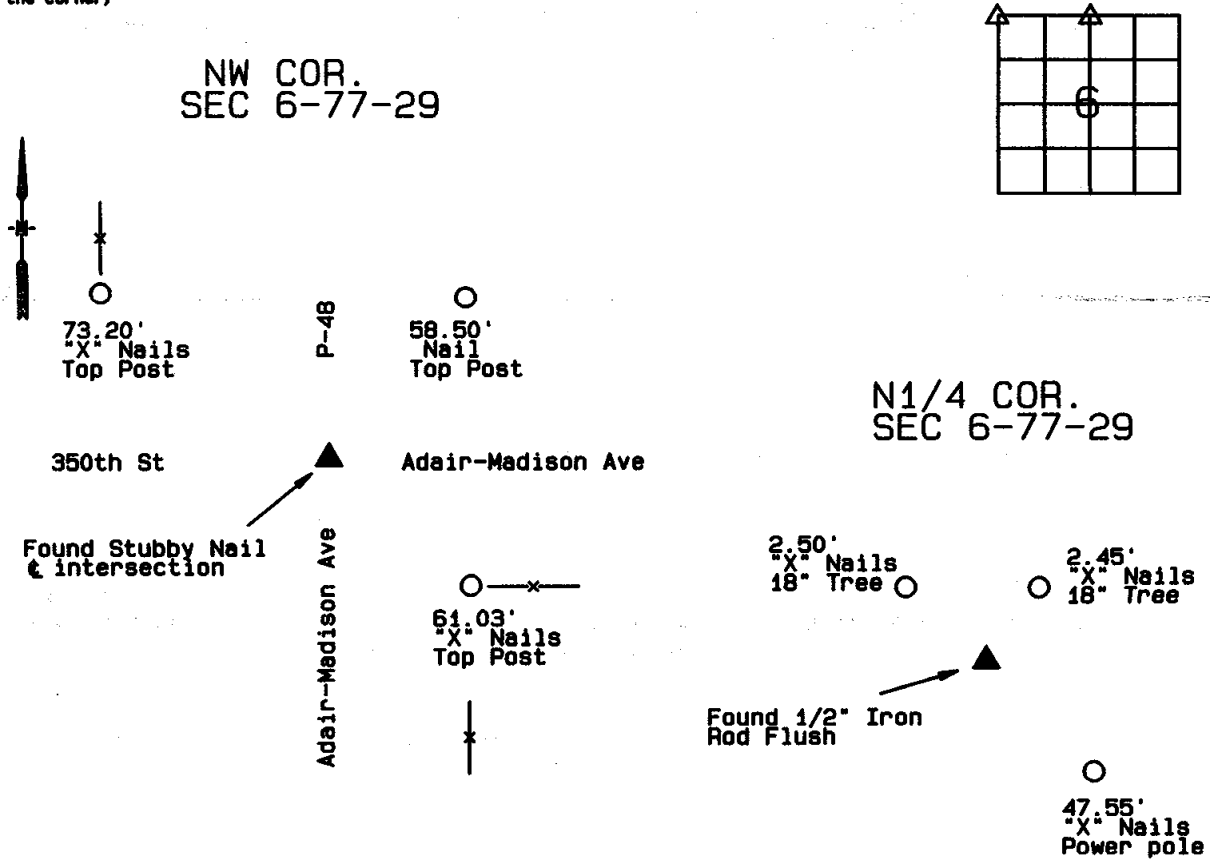 the corner)
NW COR.
SEC 6-77-29
6
73.20'
"X" Nails
Top Post
P-48
58.50'
Nail
Top Post
N1/4 COR.
SEC 6-77-29
350th St
Adair-Madison Ave
Found Stubby Nail
℄ intersection
Adair-Madison Ave
61.03'
"X" Nails
Top Post
2.50'
"X" Nails
18" Tree
2.45'
"X" Nails
18" Tree
Found 1/2" Iron
Rod Flush
47.55'
"X" Nails
Power pole